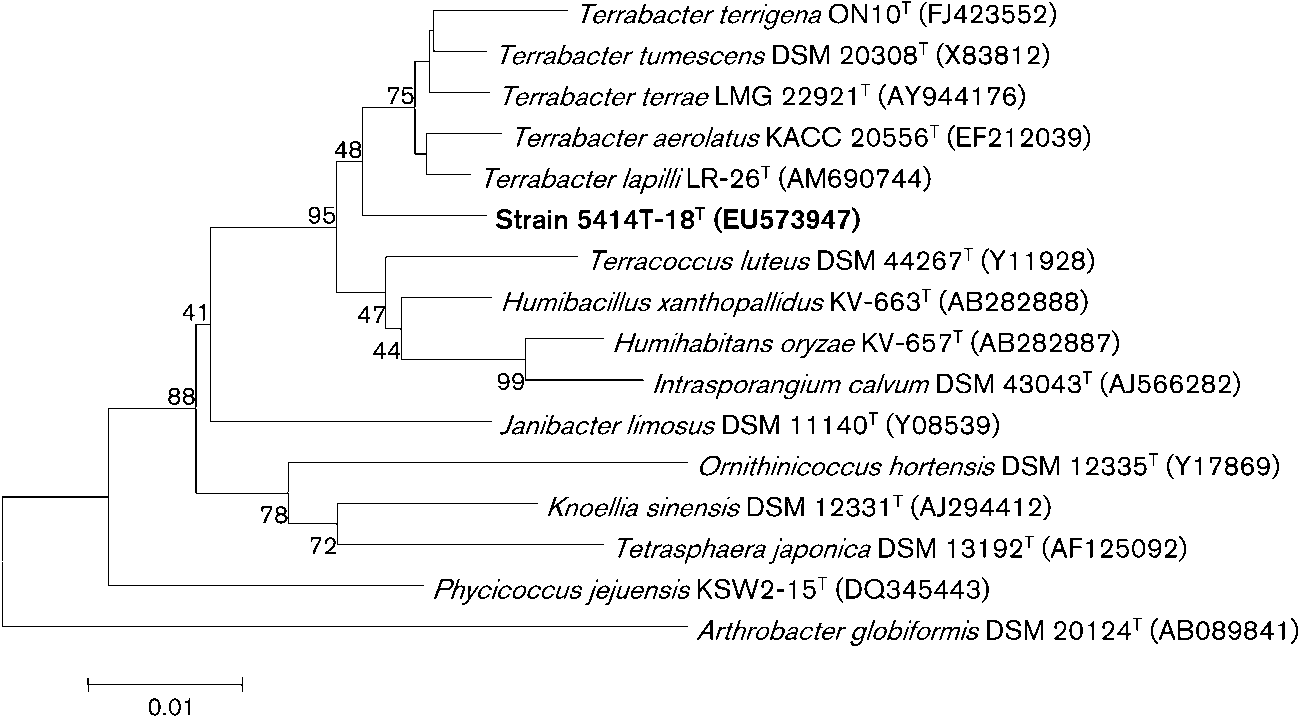 Terrabacter terrigena ON10ᵀ (FJ423552)
Terrabacter tumescens DSM 20308ᵀ (X83812)
75
Terrabacter terrae LMG 22921ᵀ (AY944176)
Terrabacter aerolatus KACC 20556ᵀ (EF212039)
48
Terrabacter lapilli LR-26ᵀ (AM690744)
95
Strain 5414T-18ᵀ (EU573947)
Terracoccus luteus DSM 44267ᵀ (Y11928)
Humibacillus xanthopallidus KV-663ᵀ (AB282888)
41
47
Humihabitans oryzae KV-657ᵀ (AB282887)
44
99
Intrasporangium calvum DSM 43043ᵀ (AJ566282)
88
Janibacter limosus DSM 11140ᵀ (Y08539)
Ornithinicoccus hortensis DSM 12335ᵀ (Y17869)
Knoellia sinensis DSM 12331ᵀ (AJ294412)
78
72
Tetrasphaera japonica DSM 13192ᵀ (AF125092)
Phycicoccus jejuensis KSW2-15ᵀ (DQ345443)
Arthrobacter globiformis DSM 20124ᵀ (AB089841)
0.01